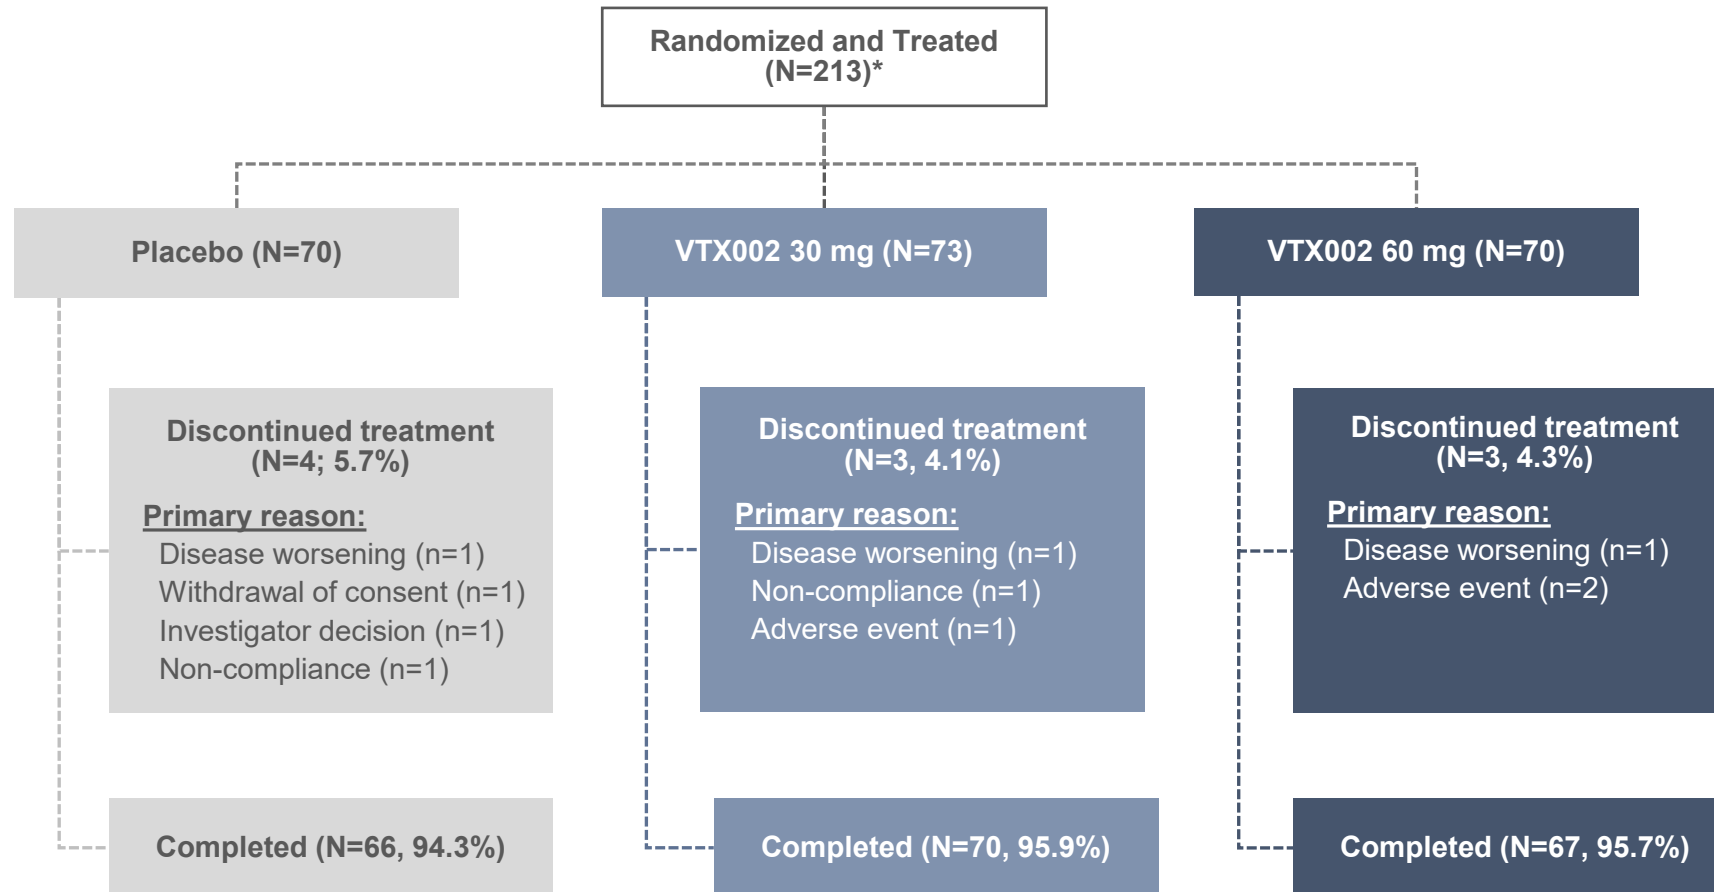 Randomized and Treated
(N=213)*
Placebo (N=70)
VTX002 30 mg (N=73)
VTX002 60 mg (N=70)
Discontinued treatment
(N=4; 5.7%)
Primary reason:
Disease worsening (n=1)
Withdrawal of consent (n=1)
Investigator decision (n=1)
Non-compliance (n=1)
Discontinued treatment
(N=3, 4.1%)
Primary reason:
Disease worsening (n=1)
Non-compliance (n=1)
Adverse event (n=1)
Discontinued treatment
(N=3, 4.3%)
Primary reason:
Disease worsening (n=1)
Adverse event (n=2)
Completed (N=66, 94.3%)
Completed (N=70, 95.9%)
Completed (N=67, 95.7%)